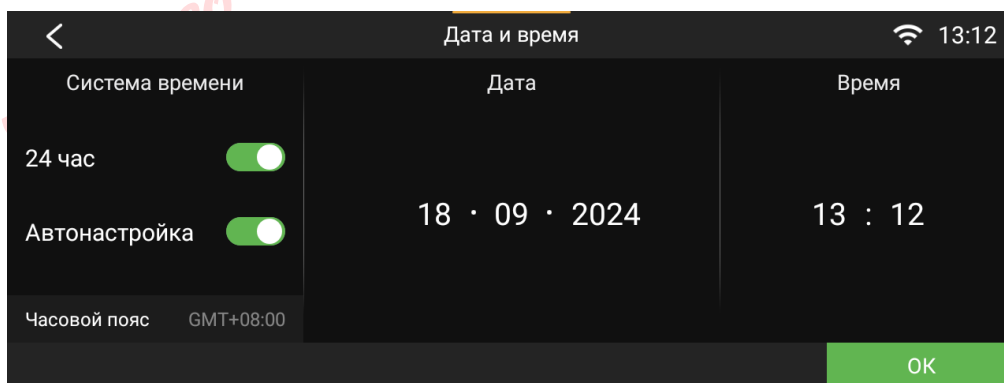 Дата и время
13:12
Система времени
24 час
Автонастройка
Часовой пояс GMT+08:00
Дата
18 · 09 · 2024
Время
13 : 12
ОК